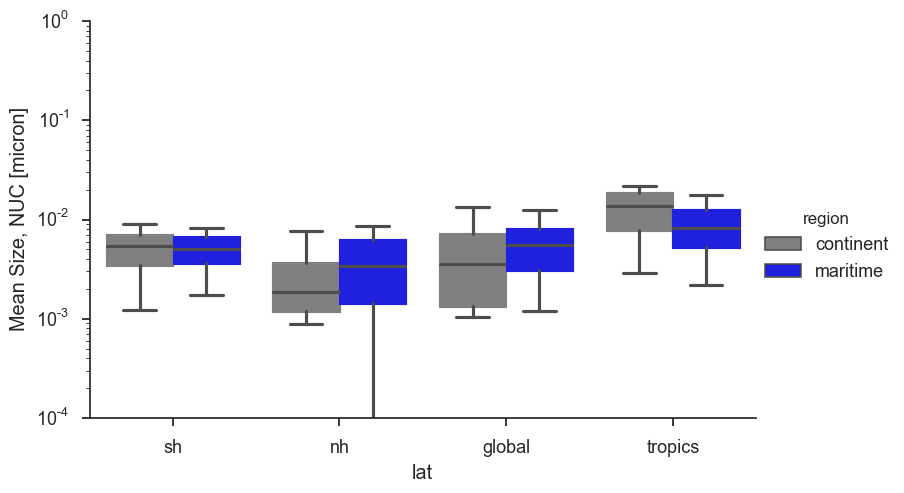 Mean Size, NUC [micron]
10^0
10^-1
10^-2
10^-3
10^-4
sh
nh
global
tropics
lat
region
continent
maritime